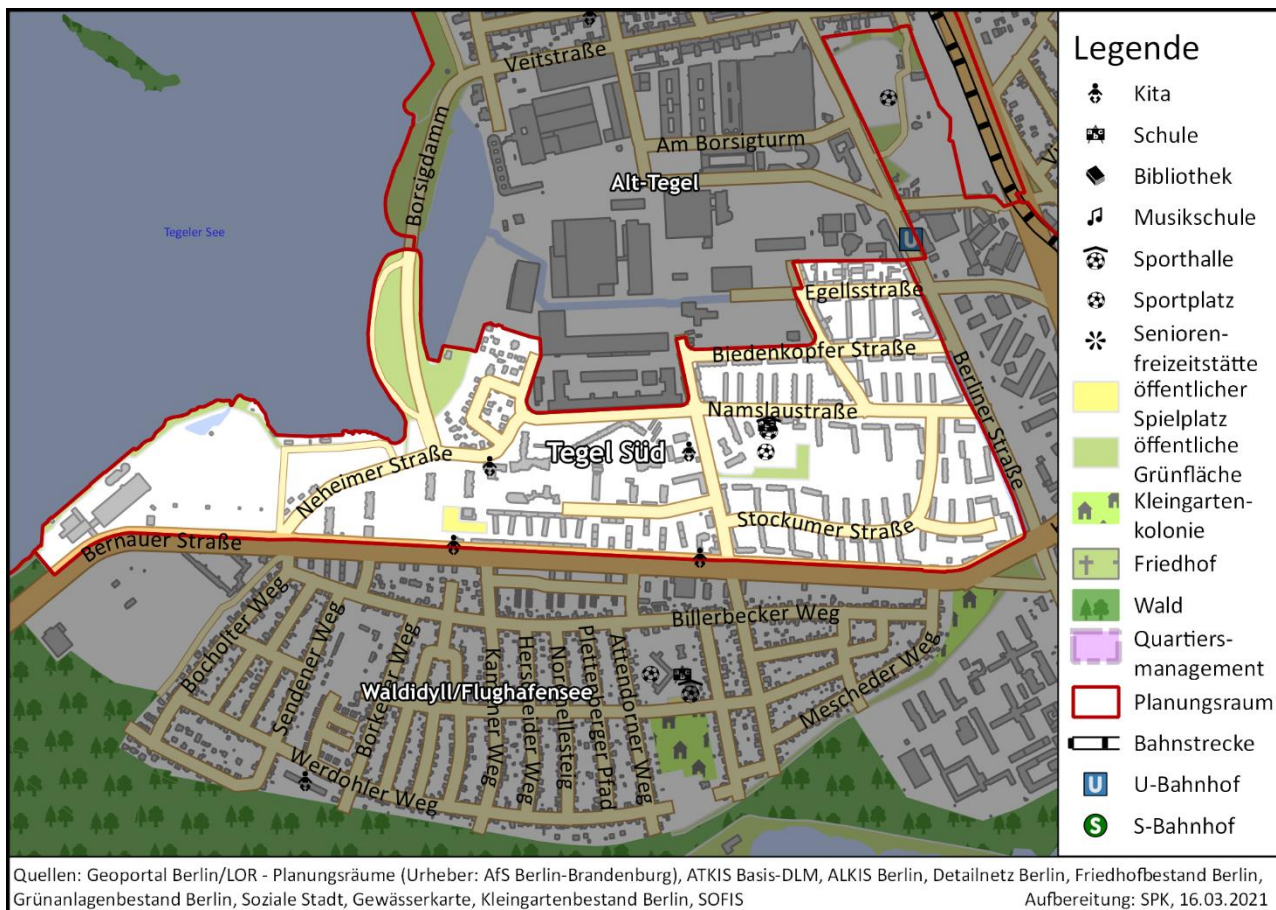 Veitstraße
Borsigdamm
Am Borsigturm
Alt-Tegel
Tegeler See
U
Egellsstraße
Biedenkopfer Straße
Berliner Straße
Namslaustraße
Tegel Süd
Neheimer Straße
Stockumer Straße
Bernauer Straße
Billerbecker Weg
Bocholter Weg
Sendener Weg
Borkener Weg
Kamener Weg
Herscheider Weg
Nordhellesteig
Plettenberger Pfad
Attendorner Weg
Mescheder Weg
Waldidyll/Flughafensee
Werdohler Weg
Legende
Kita
Schule
Bibliothek
Musikschule
Sporthalle
Sportplatz
Senioren-
freizeitstätte
öffentlicher
Spielplatz
öffentliche
Grünfläche
Kleingarten-
kolonie
Friedhof
Wald
Quartiers-
management
Planungsraum
Bahnstrecke
U
U-Bahnhof
S
S-Bahnhof
Quellen: Geoportal Berlin/LOR - Planungsräume (Urheber: AfS Berlin-Brandenburg), ATKIS Basis-DLM, ALKIS Berlin, Detailnetz Berlin, Friedhofbestand Berlin,
Grünanlagenbestand Berlin, Soziale Stadt, Gewässerkarte, Kleingartenbestand Berlin, SOFIS
Aufbereitung: SPK, 16.03.2021